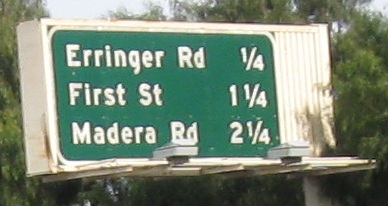 Erringer Rd ¼
First St 1 ¼
Madera Rd 2 ¼